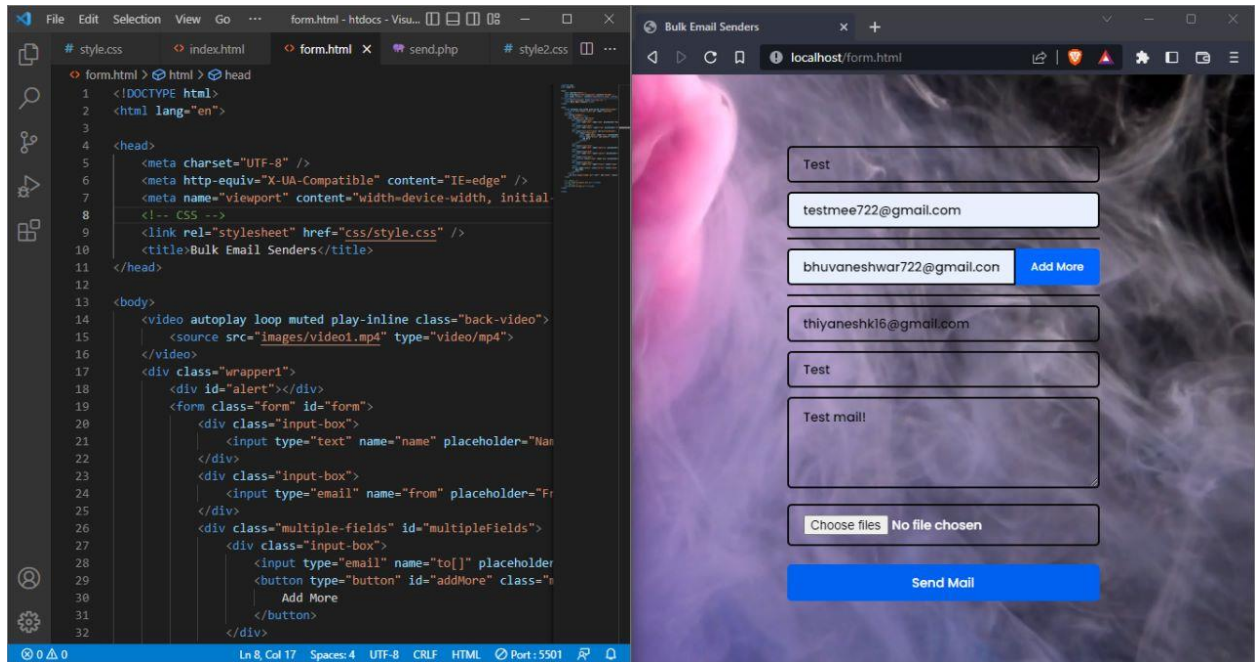 File Edit Selection View Go ··· form.html - htdocs - Visu...
# style.css <> index.html <> form.html × send.php # style2.css ···
<> form.html > html > head
1 <!DOCTYPE html>
2 <html lang="en">
3
4 <head>
5 <meta charset="UTF-8" />
6 <meta http-equiv="X-UA-Compatible" content="IE=edge" />
7 <meta name="viewport" content="width=device-width, initial-
8 <!-- CSS -->
9 <link rel="stylesheet" href="css/style.css" />
10 <title>Bulk Email Senders</title>
11 </head>
12
13 <body>
14 <video autoplay loop muted play-inline class="back-video">
15 <source src="images/video1.mp4" type="video/mp4">
16 </video>
17 <div class="wrapper1">
18 <div id="alert"></div>
19 <form class="form" id="form">
20 <div class="input-box">
21 <input type="text" name="name" placeholder="Nam
22 </div>
23 <div class="input-box">
24 <input type="email" name="from" placeholder="Fr
25 </div>
26 <div class="multiple-fields" id="multipleFields">
27 <div class="input-box">
28 <input type="email" name="to[]" placeholder
29 <button type="button" id="addMore" class="m
30 Add More
31 </button>
32 </div>
0 0 Ln 8, Col 17 Spaces: 4 UTF-8 CRLF HTML Port : 5501
Bulk Email Senders × +
localhost/form.html
Test
testmee722@gmail.com
bhuvaneshwar722@gmail.con Add More
thiyaneshk16@gmail.com
Test
Test mail!
Choose files No file chosen
Send Mail